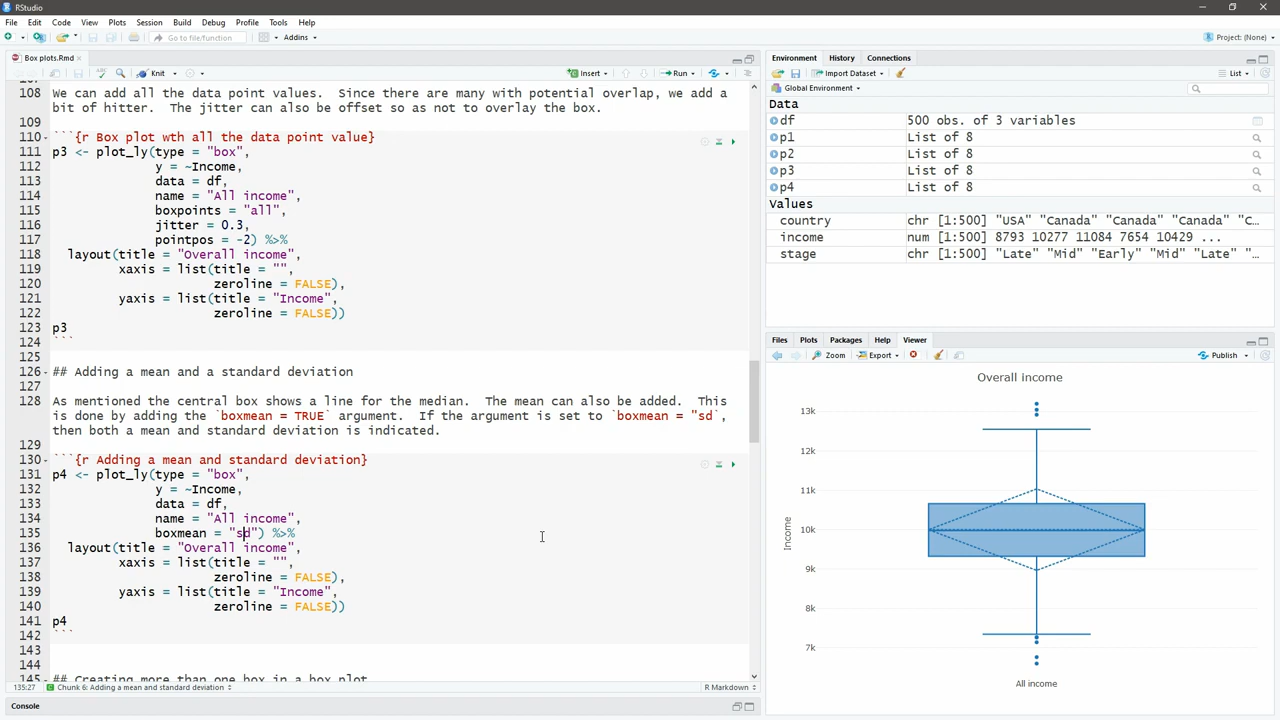 RStudio
File Edit Code View Plots Session Build Debug Profile Tools Help
Go to file/function Addins Project: (None)
Box plots.Rmd
Knit Insert Run
108 We can add all the data point values.  Since there are many with potential overlap, we add a
bit of hitter.  The jitter can also be offset so as not to overlay the box.
109
110 ```{r Box plot wth all the data point value}
111 p3 <- plot_ly(type = "box",
112 y = ~Income,
113 data = df,
114 name = "All income",
115 boxpoints = "all",
116 jitter = 0.3,
117 pointpos = -2) %>%
118 layout(title = "Overall income",
119 xaxis = list(title = "",
120 zeroline = FALSE),
121 yaxis = list(title = "Income",
122 zeroline = FALSE))
123 p3
124 ```
125
126 ## Adding a mean and a standard deviation
127
128 As mentioned the central box shows a line for the median.  The mean can also be added.  This
is done by adding the `boxmean = TRUE` argument.  If the argument is set to `boxmean = "sd`,
then both a mean and standard deviation is indicated.
129
130 ```{r Adding a mean and standard deviation}
131 p4 <- plot_ly(type = "box",
132 y = ~Income,
133 data = df,
134 name = "All income",
135 boxmean = "sd") %>%
136 layout(title = "Overall income",
137 xaxis = list(title = "",
138 zeroline = FALSE),
139 yaxis = list(title = "Income",
140 zeroline = FALSE))
141 p4
142 ```
143
144
145 ## Creating more than one box in a box plot
135:27 Chunk 6: Adding a mean and standard deviation R Markdown
Console
Environment History Connections
Import Dataset List
Global Environment
Data
df 500 obs. of 3 variables
p1 List of 8
p2 List of 8
p3 List of 8
p4 List of 8
Values
country chr [1:500] "USA" "Canada" "Canada" "Canada" "C…
income num [1:500] 8793 10277 11084 7654 10429 ...
stage chr [1:500] "Late" "Mid" "Early" "Mid" "Late" "…
Files Plots Packages Help Viewer
Zoom Export Publish
Overall income
13k
12k
11k
10k
9k
8k
7k
Income
All income